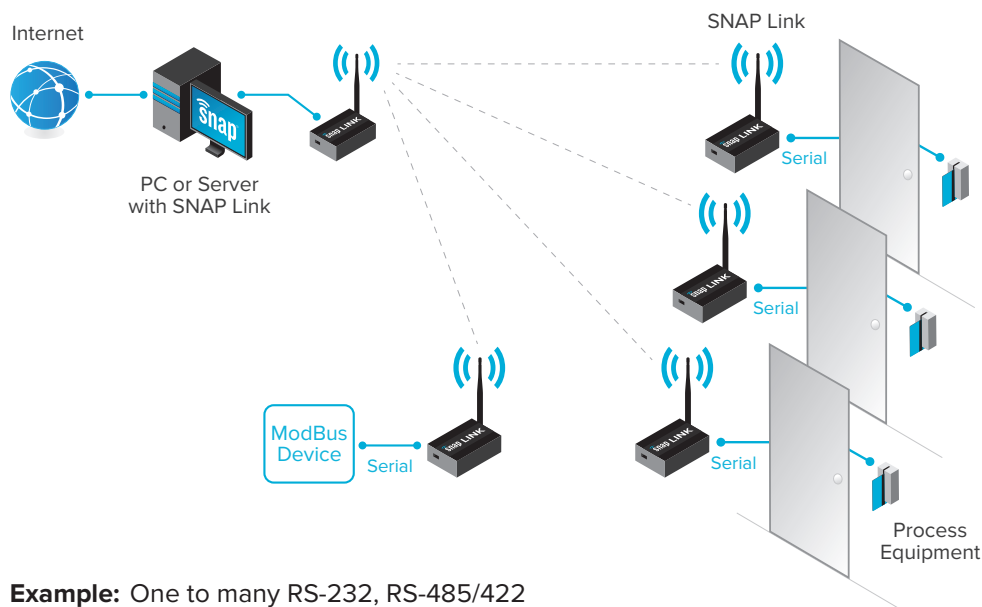 Internet
SNAP Link
snap
snap LINK
snap LINK
Serial
PC or Server
with SNAP Link
snap LINK
Serial
snap LINK
Serial
snap LINK
Serial
ModBus
Device
Process
Equipment
Example: One to many RS-232, RS-485/422